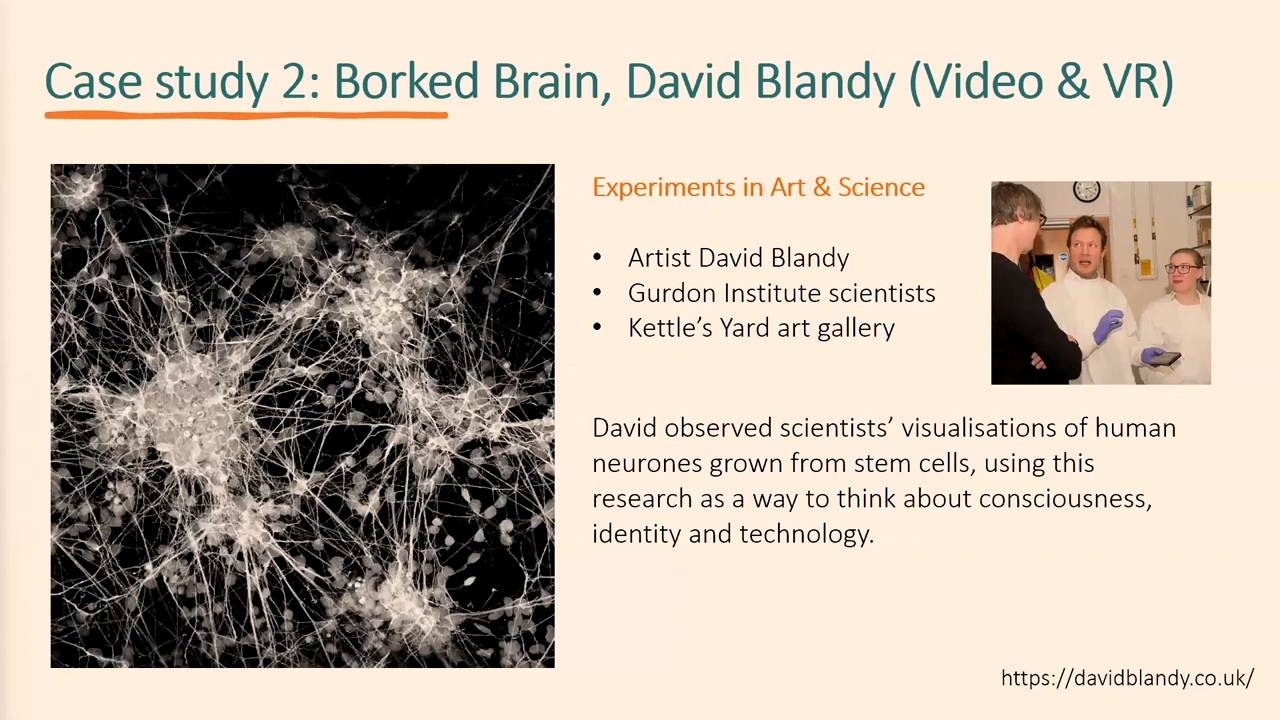 Case study 2: Borked Brain, David Blandy (Video & VR)
Experiments in Art & Science
• Artist David Blandy
• Gurdon Institute scientists
• Kettle’s Yard art gallery
David observed scientists’ visualisations of human
neurones grown from stem cells, using this
research as a way to think about consciousness,
identity and technology.
https://davidblandy.co.uk/